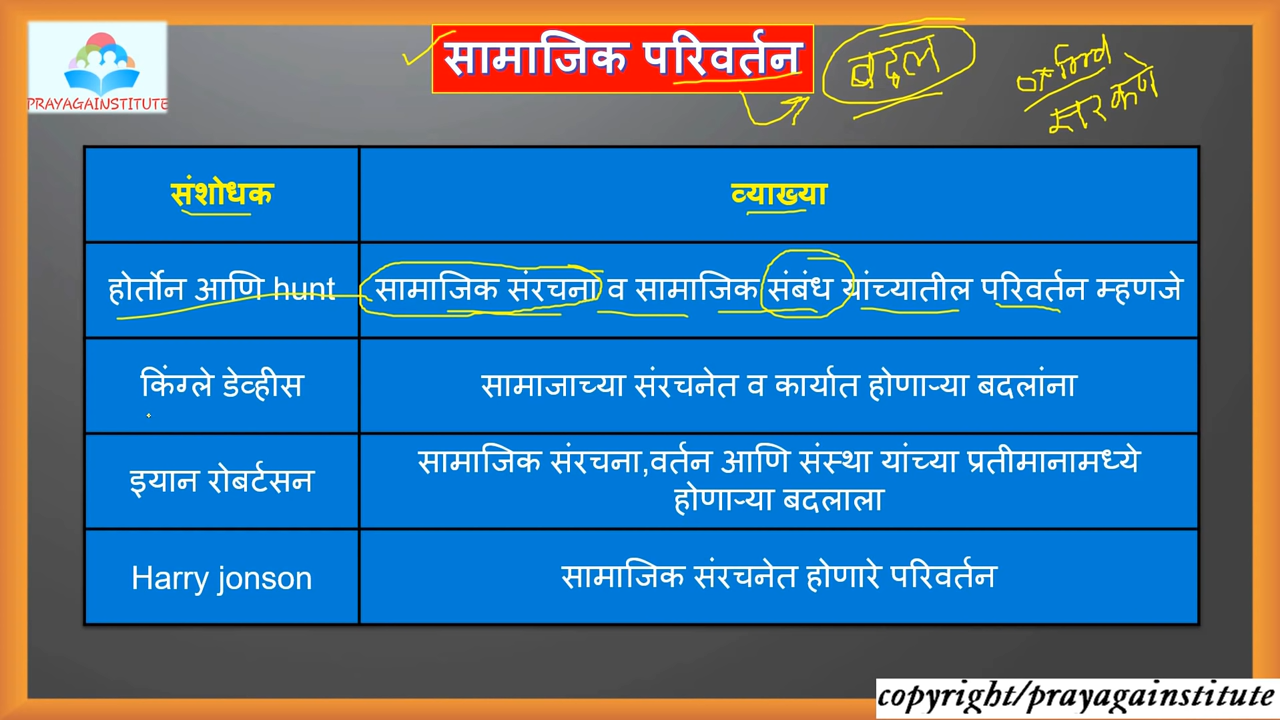 PRAYAGAINSTITUTE
सामाजिक परिवर्तन
बदल
संशोधक
व्याख्या
होर्तोन आणि hunt
सामाजिक संरचना व सामाजिक संबंध यांच्यातील परिवर्तन म्हणजे
किंग्ले डेव्हीस
सामाजाच्या संरचनेत व कार्यात होणाऱ्या बदलांना
इयान रोबर्टसन
सामाजिक संरचना,वर्तन आणि संस्था यांच्या प्रतीमानामध्ये
होणाऱ्या बदलाला
Harry jonson
सामाजिक संरचनेत होणारे परिवर्तन
copyright/prayagainstitute